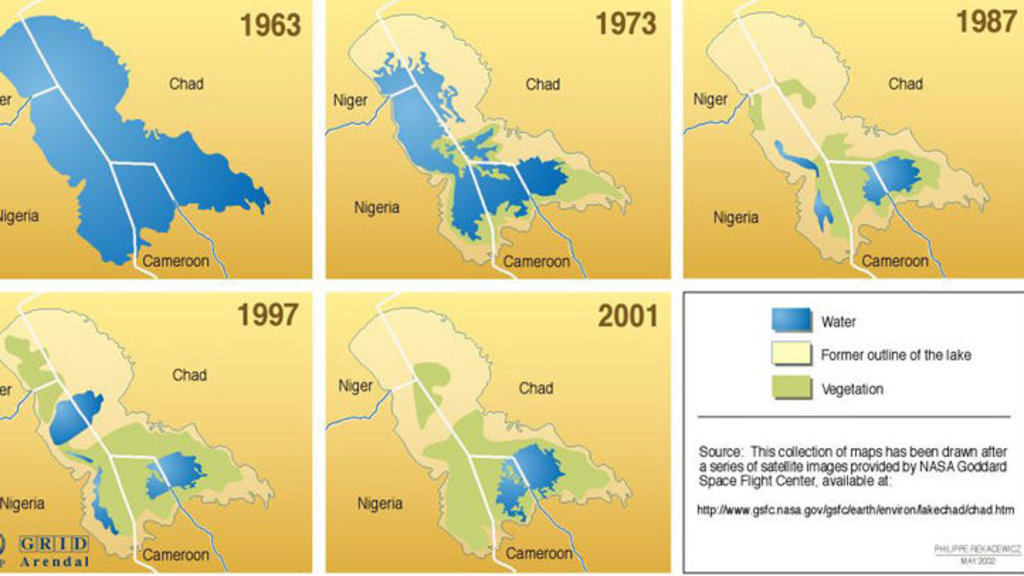 1963
Chad
er
Nigeria
Cameroon
1973
Niger
Chad
Nigeria
Cameroon
1987
Niger
Chad
Nigeria
Cameroon
1997
er
Chad
Nigeria
Cameroon
GRID
Arendal
2001
Niger
Chad
Nigeria
Cameroon
Water
Former outline of the lake
Vegetation
Source: This collection of maps has been drawn after
a series of satellite images provided by NASA Goddard
Space Flight Center, available at:
http://www.gsfc.nasa.gov/gsfc/earth/environ/lakechad/chad.htm
PHILIPPE REKACEWICZ
MAY 2002